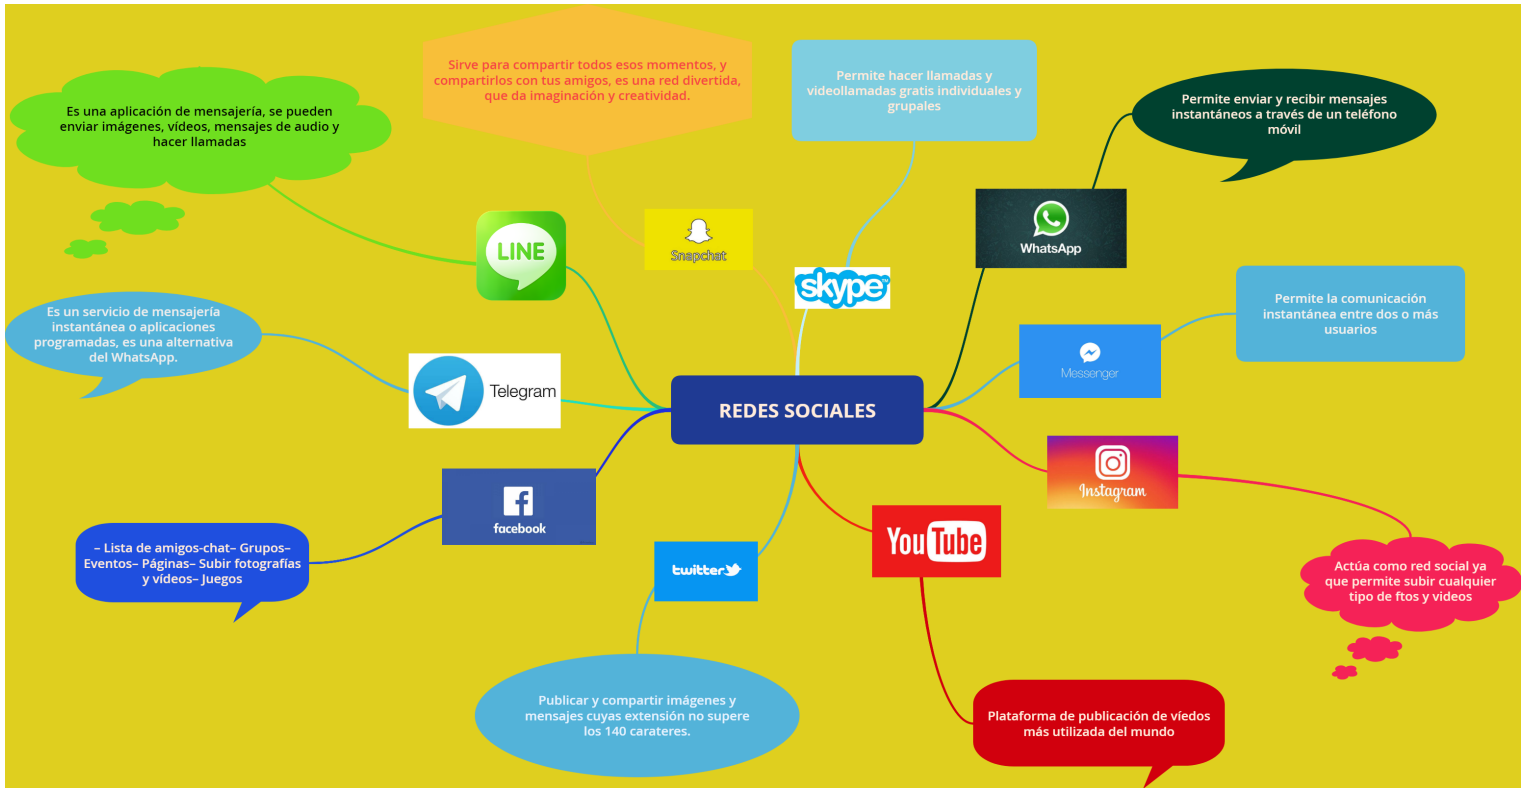 Sirve para compartir todos esos momentos, y
compartirlos con tus amigos, es una red divertida,
que da imaginación y creatividad.
Permite hacer llamadas y
videollamadas gratis individuales y
grupales
Es una aplicación de mensajería, se pueden
enviar imágenes, vídeos, mensajes de audio y
hacer llamadas
Permite enviar y recibir mensajes
instantáneos a través de un teléfono
móvil
LINE
Snapchat
WhatsApp
skype
Es un servicio de mensajería
instantánea o aplicaciones
programadas, es una alternativa
del WhatsApp.
Permite la comunicación
instantánea entre dos o más
usuarios
Messenger
Telegram
REDES SOCIALES
Instagram
facebook
YouTube
twitter
– Lista de amigos-chat– Grupos–
Eventos– Páginas– Subir fotografías
y vídeos– Juegos
Actúa como red social ya
que permite subir cualquier
tipo de ftos y videos
Publicar y compartir imágenes y
mensajes cuyas extensión no supere
los 140 carateres.
Plataforma de publicación de víedos
más utilizada del mundo